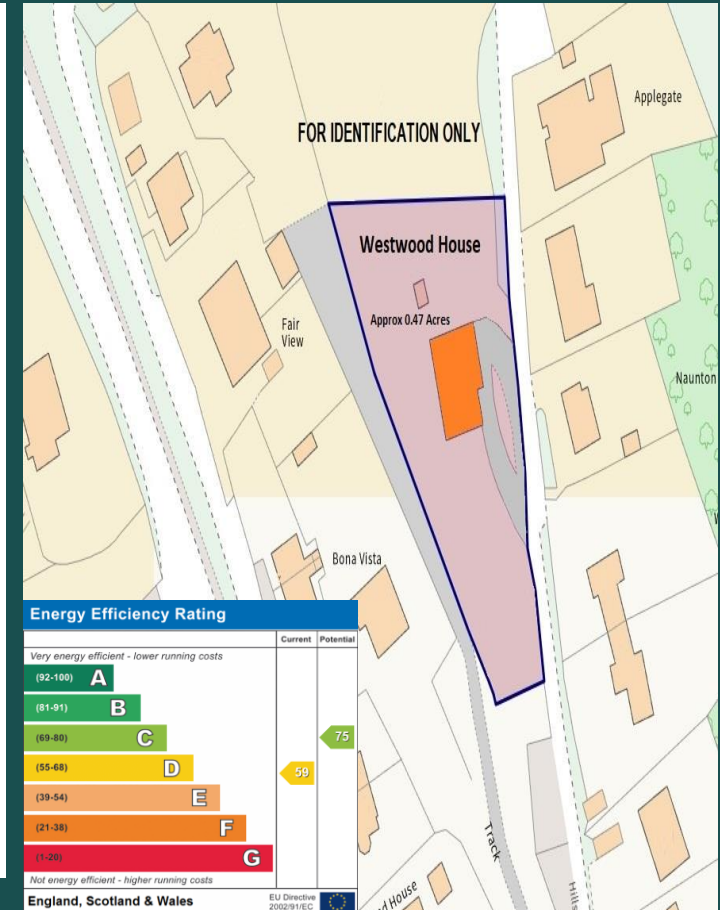 Applegate
FOR IDENTIFICATION ONLY
Westwood House
Approx 0.47 Acres
Fair
View
Naunton
Bona Vista
Track
House
Energy Efficiency Rating
Current Potential
Very energy efficient - lower running costs
(92-100) A
(81-91) B
(69-80) C
75
(55-68) D
59
(39-54) E
(21-38) F
(1-20) G
Not energy efficient - higher running costs
England, Scotland & Wales
EU Directive
2002/91/EC